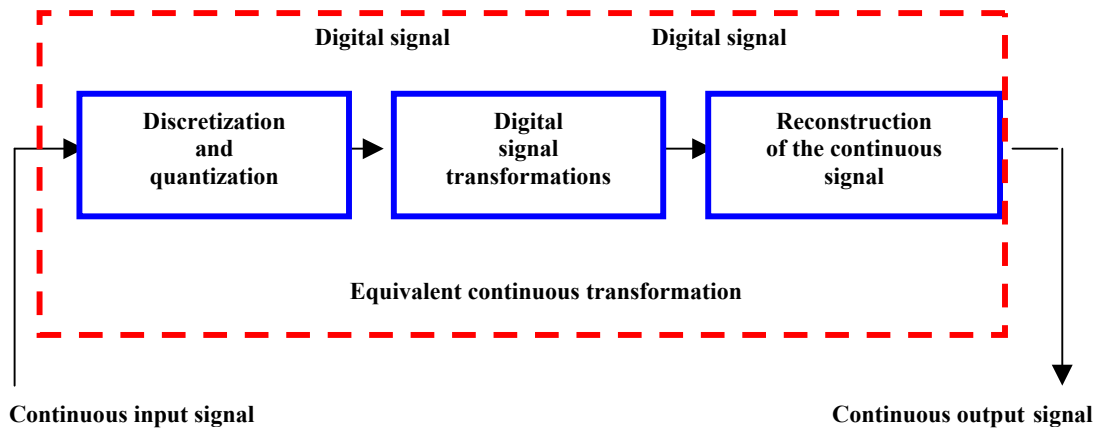 Digital signal
Digital signal
Discretization
and
quantization
Digital
signal
transformations
Reconstruction
of the continuous
signal
Equivalent continuous transformation
Continuous input signal
Continuous output signal